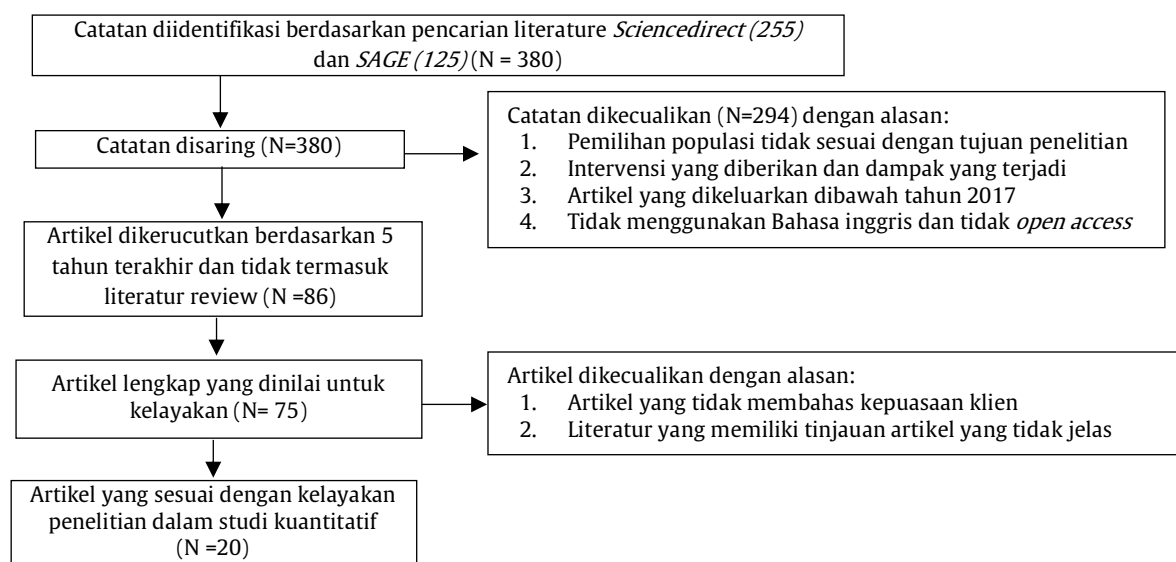 Catatan diidentifikasi berdasarkan pencarian literature Sciencedirect (255)
dan SAGE (125) (N = 380)
Catatan disaring (N=380)
Catatan dikecualikan (N=294) dengan alasan:
1. Pemilihan populasi tidak sesuai dengan tujuan penelitian
2. Intervensi yang diberikan dan dampak yang terjadi
3. Artikel yang dikeluarkan dibawah tahun 2017
4. Tidak menggunakan Bahasa inggris dan tidak open access
Artikel dikerucutkan berdasarkan 5
tahun terakhir dan tidak termasuk
literatur review (N =86)
Artikel lengkap yang dinilai untuk
kelayakan (N= 75)
Artikel dikecualikan dengan alasan:
1. Artikel yang tidak membahas kepuasaan klien
2. Literatur yang memiliki tinjauan artikel yang tidak jelas
Artikel yang sesuai dengan kelayakan
penelitian dalam studi kuantitatif
(N =20)